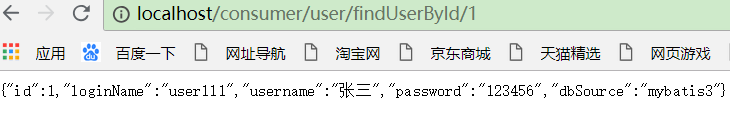 localhost/consumer/user/findUserById/1
应用 百度一下 网址导航 淘宝网 京东商城 天猫精选 网页游戏
{"id":1,"loginName":"user111","username":"张三","password":"123456","dbSource":"mybatis3"}